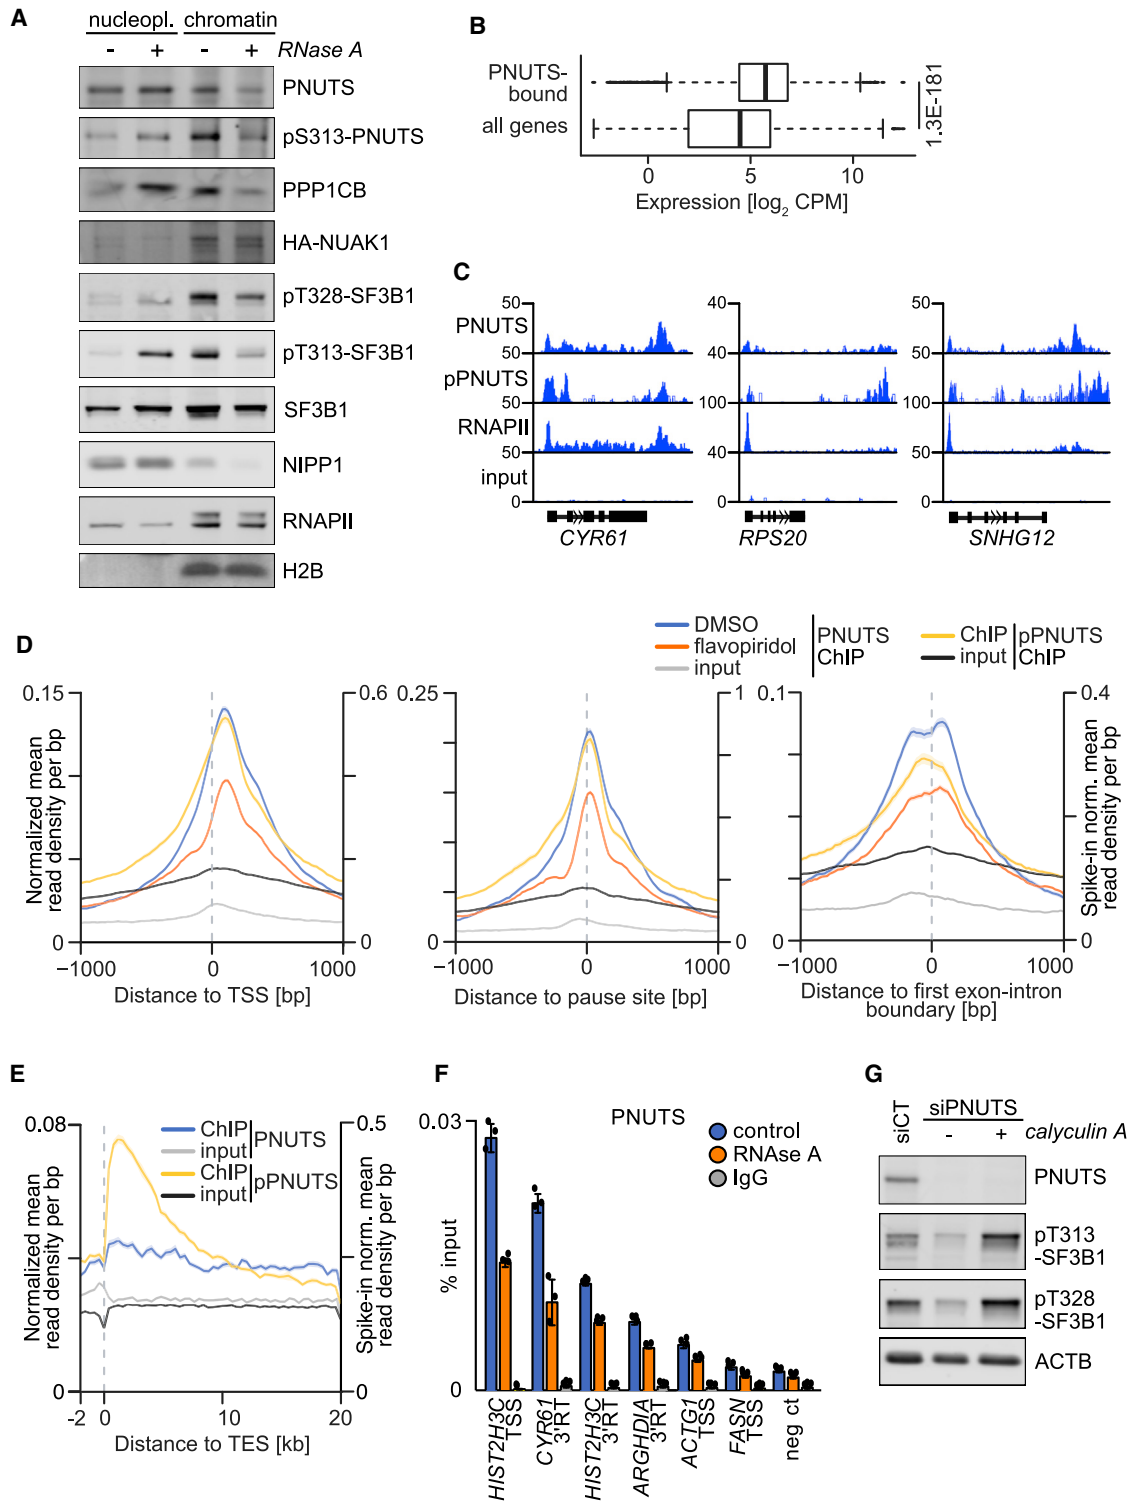 A
nucleopl. chromatin
- + - + RNase A
PNUTS
pS313-PNUTS
PPP1CB
HA-NUAK1
pT328-SF3B1
pT313-SF3B1
SF3B1
NIPP1
RNAPII
H2B
B
PNUTS-
bound
all genes
1.3E-181
0 5 10
Expression [log2 CPM]
C
50 40 50
PNUTS
50 40 50
pPNUTS
50 100 100
RNAPII
50 40 50
input
0 0 0
CYR61 RPS20 SNHG12
D
DMSO
flavopiridol
input
PNUTS
ChIP
ChIP
input
pPNUTS
ChIP
Normalized mean
read density per bp
0.15 0.6
0 0
−1000 0 1000
Distance to TSS [bp]
0.25 1
0 0
−1000 0 1000
Distance to pause site [bp]
0.1 0.4
0 0
−1000 0 1000
Distance to first exon-intron
boundary [bp]
Spike-in norm. mean
read density per bp
E
Normalized mean
read density per bp
0.08 0.5
0 0
ChIP
input
PNUTS
ChIP
input
pPNUTS
-2 0 10 20
Distance to TES [kb]
Spike-in norm. mean
read density per bp
F
PNUTS
control
RNAse A
IgG
0.03
0
% input
HIST2H3C
TSS
CYR61
3'RT
HIST2H3C
3'RT
ARGHDIA
3'RT
ACTG1
TSS
FASN
TSS
neg ct
G
siCT
siPNUTS
- + calyculin A
PNUTS
pT313
-SF3B1
pT328
-SF3B1
ACTB